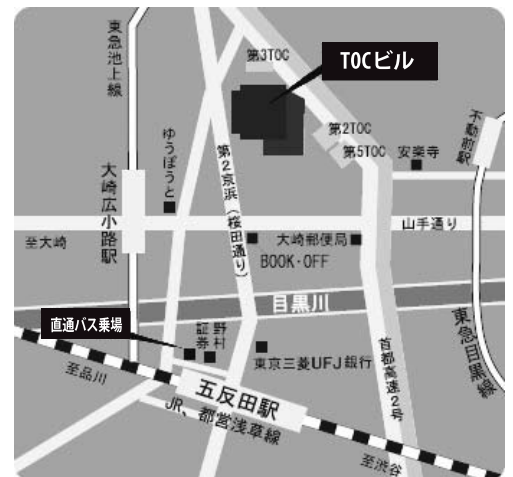 東急池上線
第3TOC
TOCビル
ゆうぽうと
第2TOC
第5TOC
安楽寺
不動前駅
大崎広小路駅
第2京浜(桜田通り)
至大崎
大崎郵便局
山手通り
BOOK・OFF
目黒川
直通バス乗場
野村
証券
東京三菱UFJ銀行
首都高速2号
東急目黒線
至品川
五反田駅
JR、都営浅草線
至渋谷